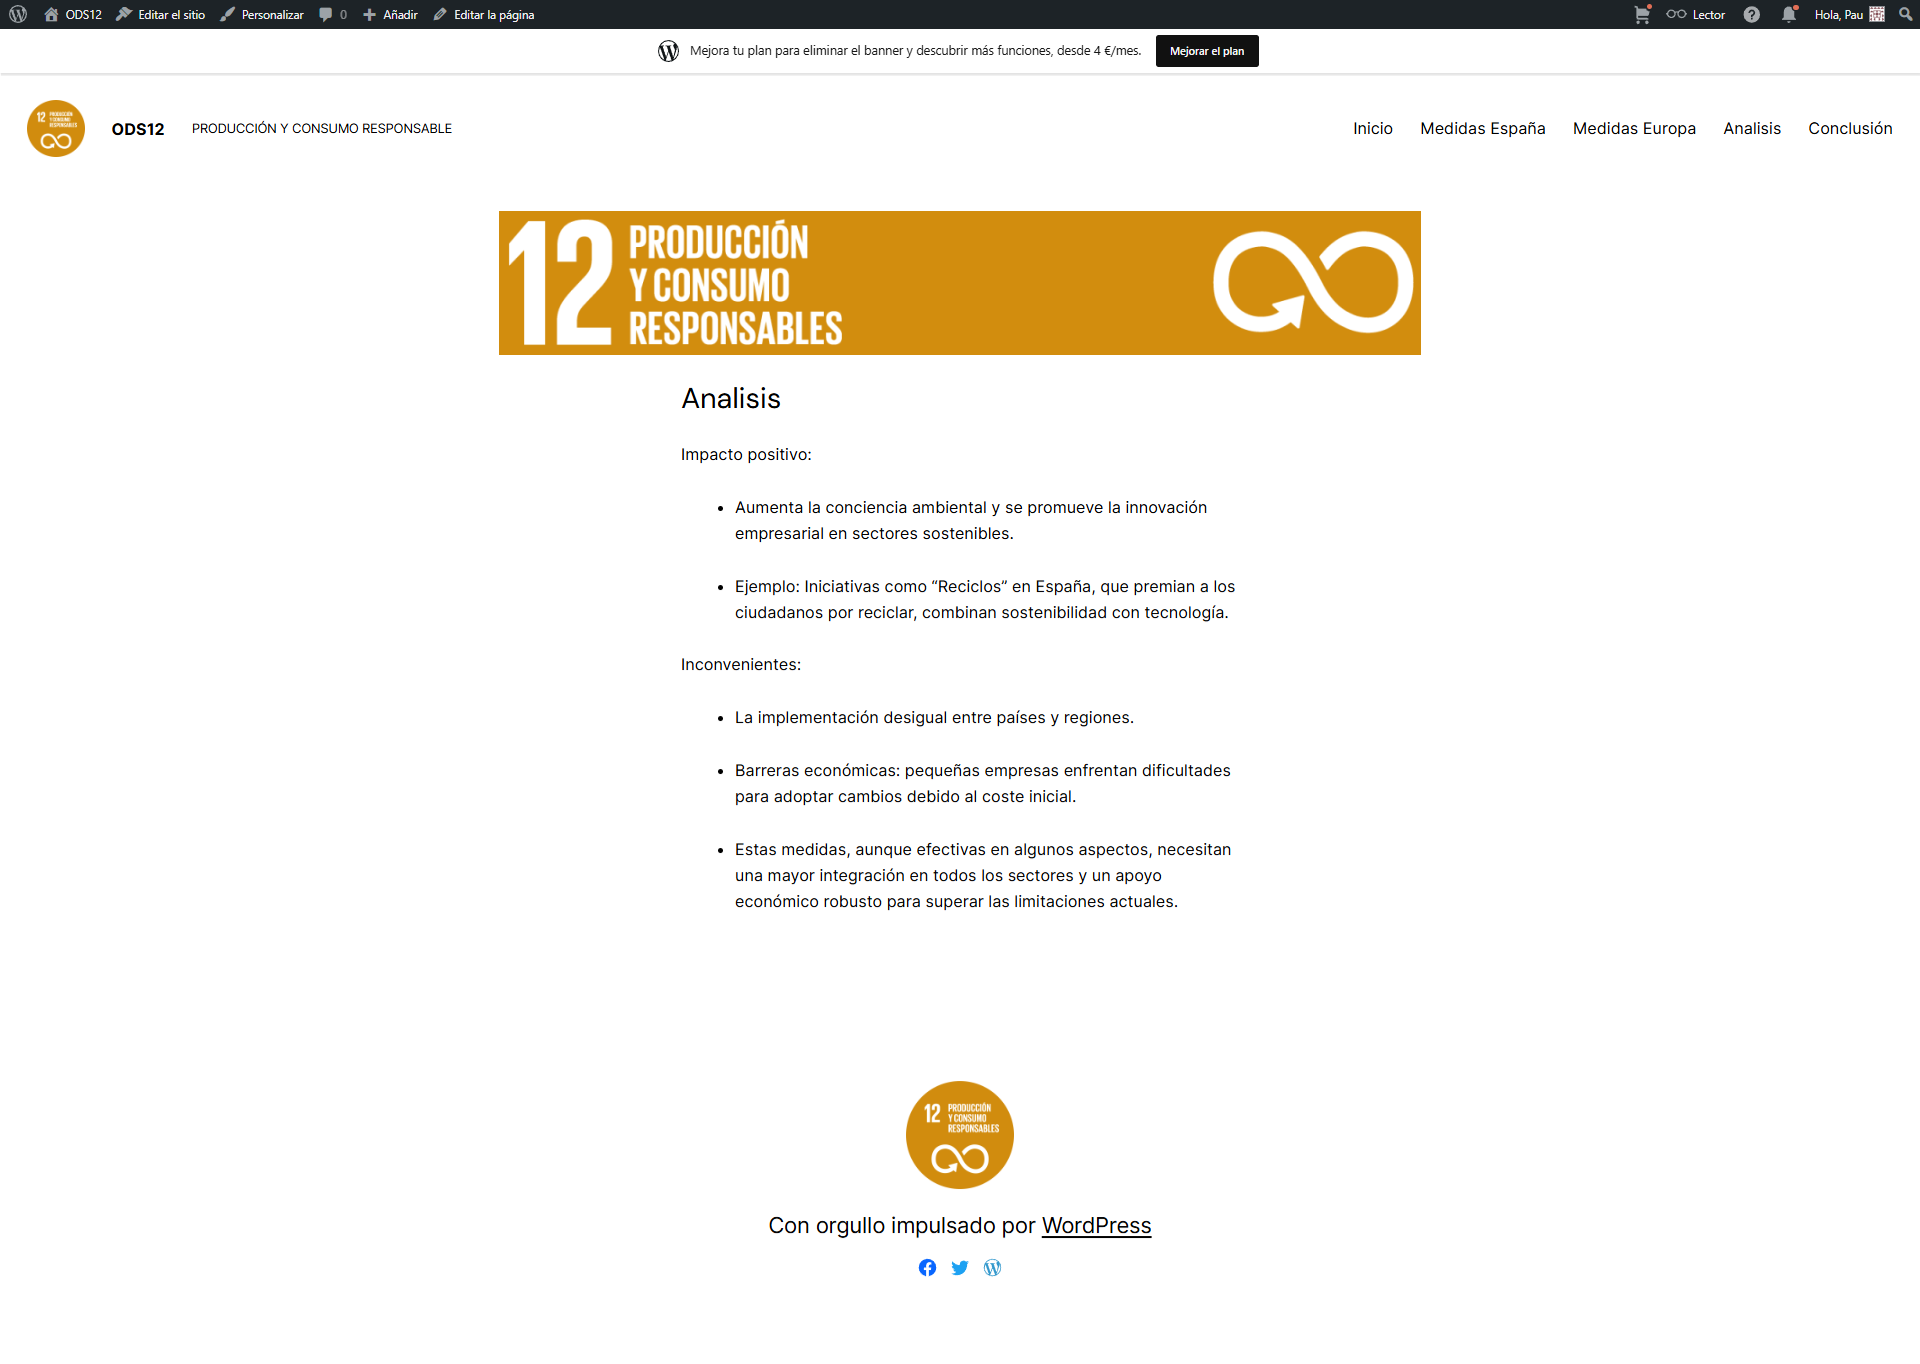 ODS12 Editar el sitio Personalizar 0 Añadir Editar la página Lector Hola, Pau
Mejora tu plan para eliminar el banner y descubrir más funciones, desde 4 €/mes. Mejorar el plan
12 PRODUCCIÓN
Y CONSUMO
RESPONSABLES
ODS12 PRODUCCIÓN Y CONSUMO RESPONSABLE Inicio Medidas España Medidas Europa Analisis Conclusión
12 PRODUCCIÓN
Y CONSUMO
RESPONSABLES
Analisis
Impacto positivo:
• Aumenta la conciencia ambiental y se promueve la innovación
empresarial en sectores sostenibles.
• Ejemplo: Iniciativas como “Reciclos” en España, que premian a los
ciudadanos por reciclar, combinan sostenibilidad con tecnología.
Inconvenientes:
• La implementación desigual entre países y regiones.
• Barreras económicas: pequeñas empresas enfrentan dificultades
para adoptar cambios debido al coste inicial.
• Estas medidas, aunque efectivas en algunos aspectos, necesitan
una mayor integración en todos los sectores y un apoyo
económico robusto para superar las limitaciones actuales.
12 PRODUCCIÓN
Y CONSUMO
RESPONSABLES
Con orgullo impulsado por WordPress